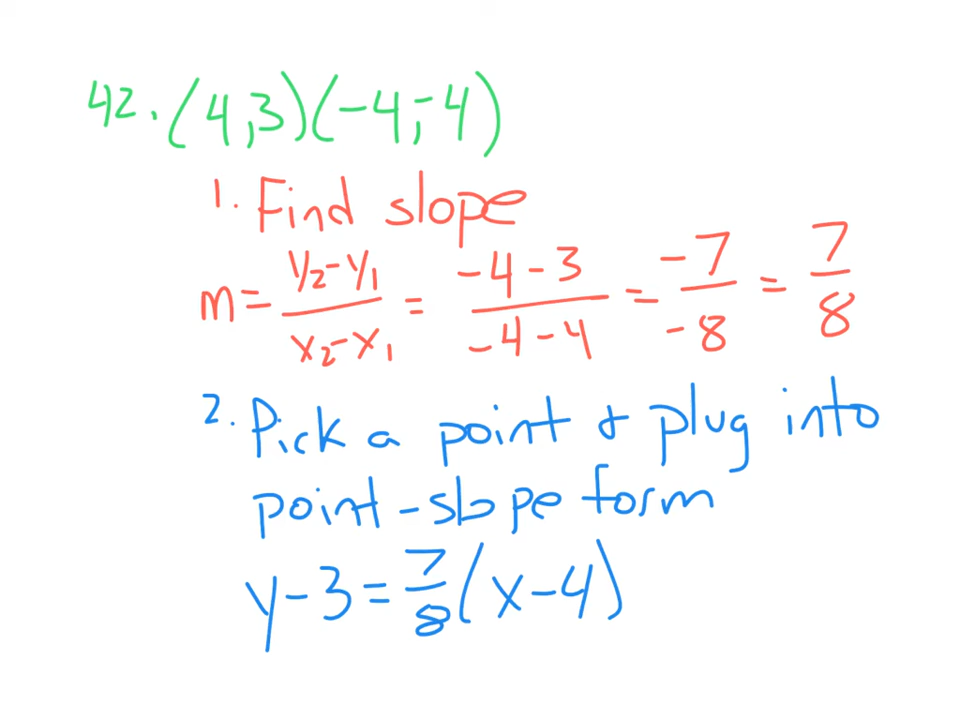 42. (4,3)(-4,-4)
1. Find slope
m = y₂-y₁/x₂-x₁ = -4-3/-4-4 = -7/-8 = 7/8
2. Pick a point & plug into
point-slope form
y-3 = 7/8(x-4)